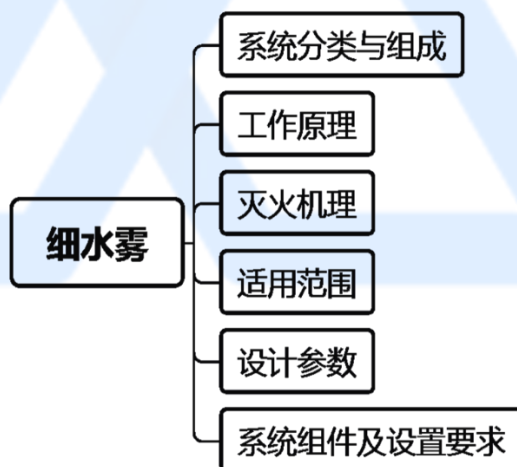 系统分类与组成
工作原理
灭火机理
细水雾
适用范围
设计参数
系统组件及设置要求